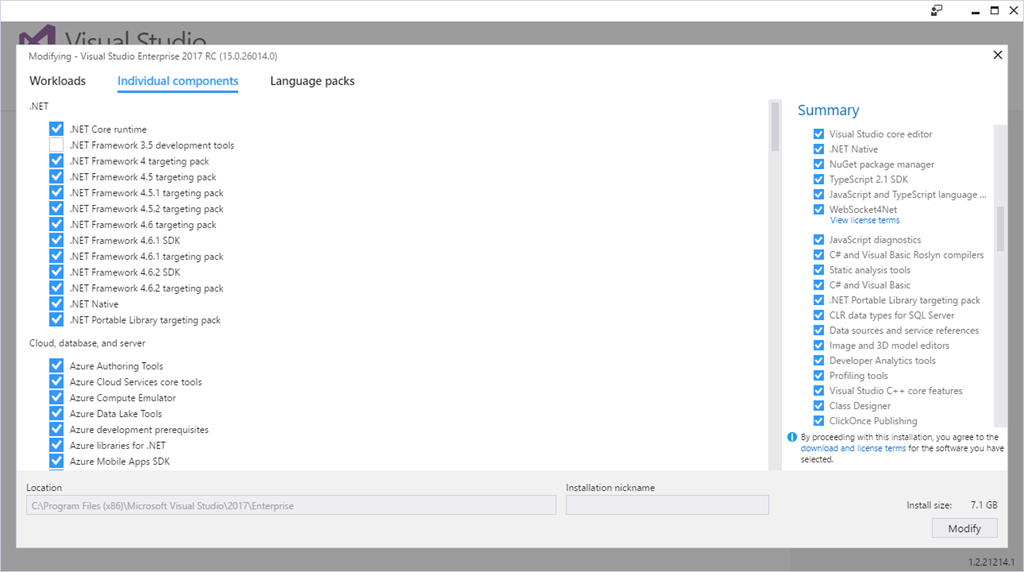 Visual Studio
Modifying - Visual Studio Enterprise 2017 RC (15.0.26014.0)
Workloads
Individual components
Language packs
.NET
.NET Core runtime
.NET Framework 3.5 development tools
.NET Framework 4 targeting pack
.NET Framework 4.5 targeting pack
.NET Framework 4.5.1 targeting pack
.NET Framework 4.5.2 targeting pack
.NET Framework 4.6 targeting pack
.NET Framework 4.6.1 SDK
.NET Framework 4.6.1 targeting pack
.NET Framework 4.6.2 SDK
.NET Framework 4.6.2 targeting pack
.NET Native
.NET Portable Library targeting pack
Cloud, database, and server
Azure Authoring Tools
Azure Cloud Services core tools
Azure Compute Emulator
Azure Data Lake Tools
Azure development prerequisites
Azure libraries for .NET
Azure Mobile Apps SDK
Summary
Visual Studio core editor
.NET Native
NuGet package manager
TypeScript 2.1 SDK
JavaScript and TypeScript language ...
WebSocket4Net
View license terms
JavaScript diagnostics
C# and Visual Basic Roslyn compilers
Static analysis tools
C# and Visual Basic
.NET Portable Library targeting pack
CLR data types for SQL Server
Data sources and service references
Image and 3D model editors
Developer Analytics tools
Profiling tools
Visual Studio C++ core features
Class Designer
ClickOnce Publishing
By proceeding with this installation, you agree to the
download and license terms for the software you have
selected.
Location
C:\Program Files (x86)\Microsoft Visual Studio\2017\Enterprise
Installation nickname
Install size: 7.1 GB
Modify
1.2.21214.1